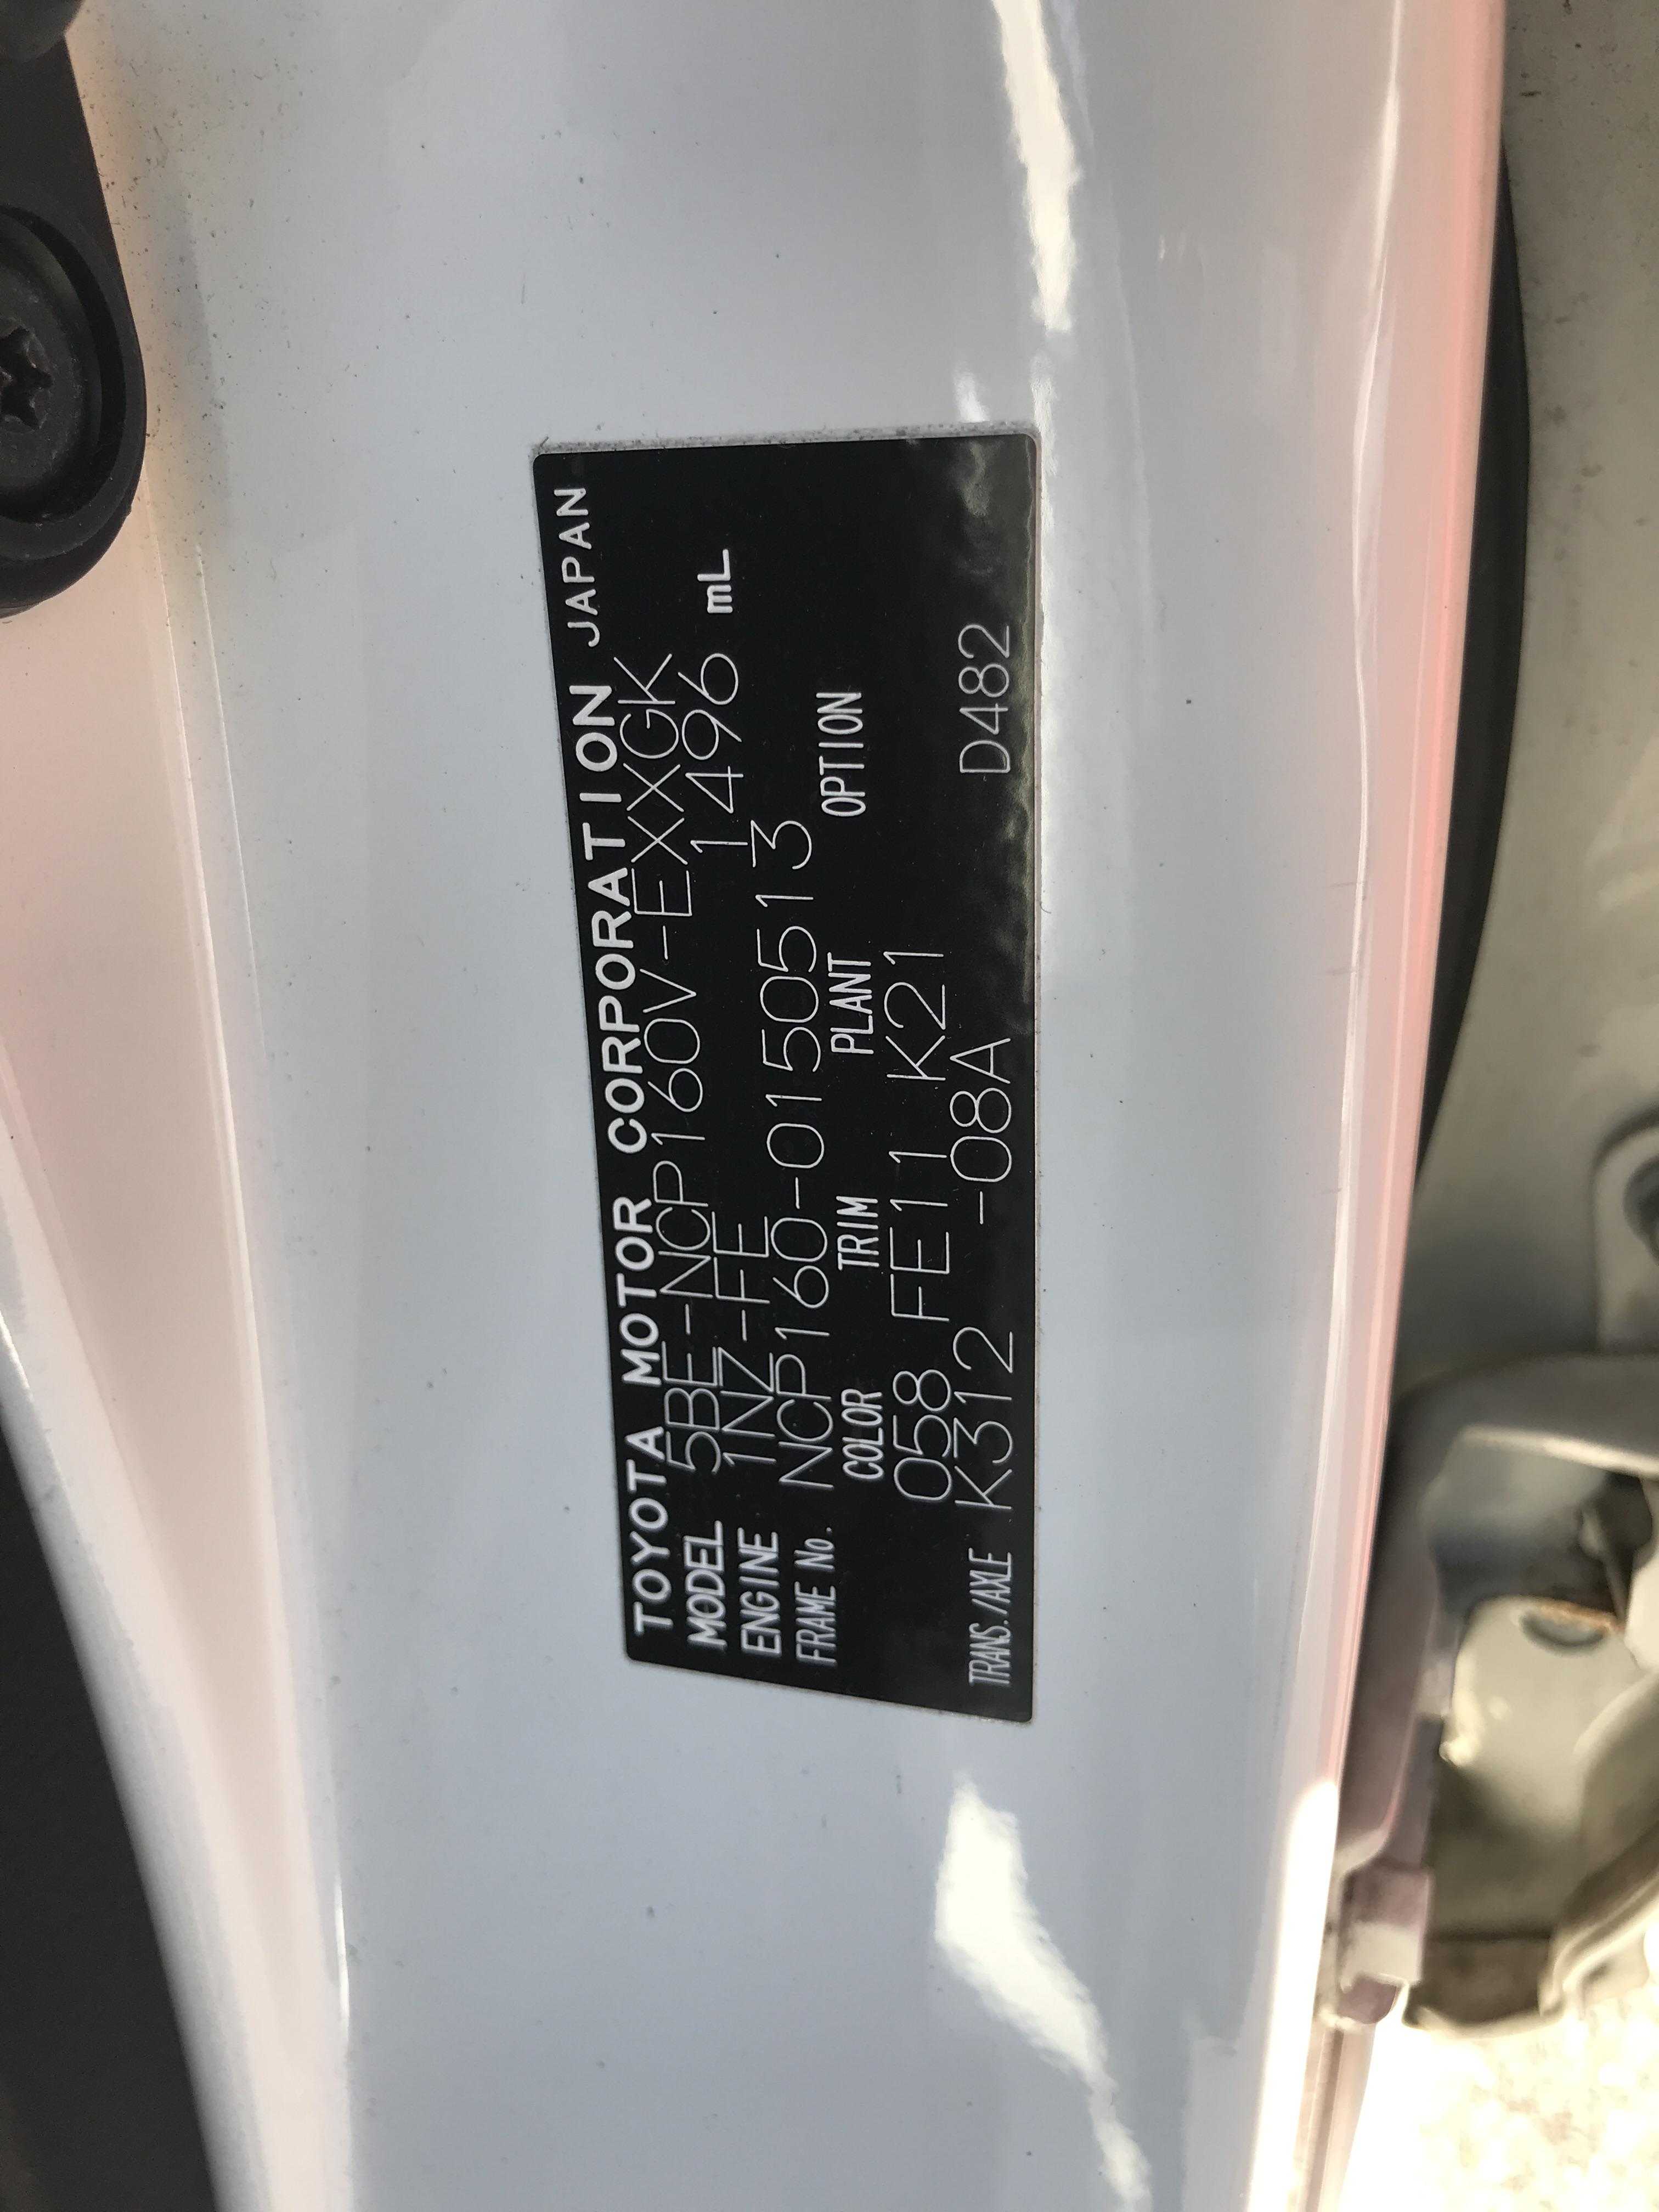 TOYOTA MOTOR CORPORATION JAPAN
MODEL 5BE-NCP160V-EXXGK
ENGINE 1NZ-FE 1496 mL
FRAME No. NCP160-0150513
COLOR TRIM PLANT OPTION
058 FE11 K21
TRANS./AXLE K312 -08A D482